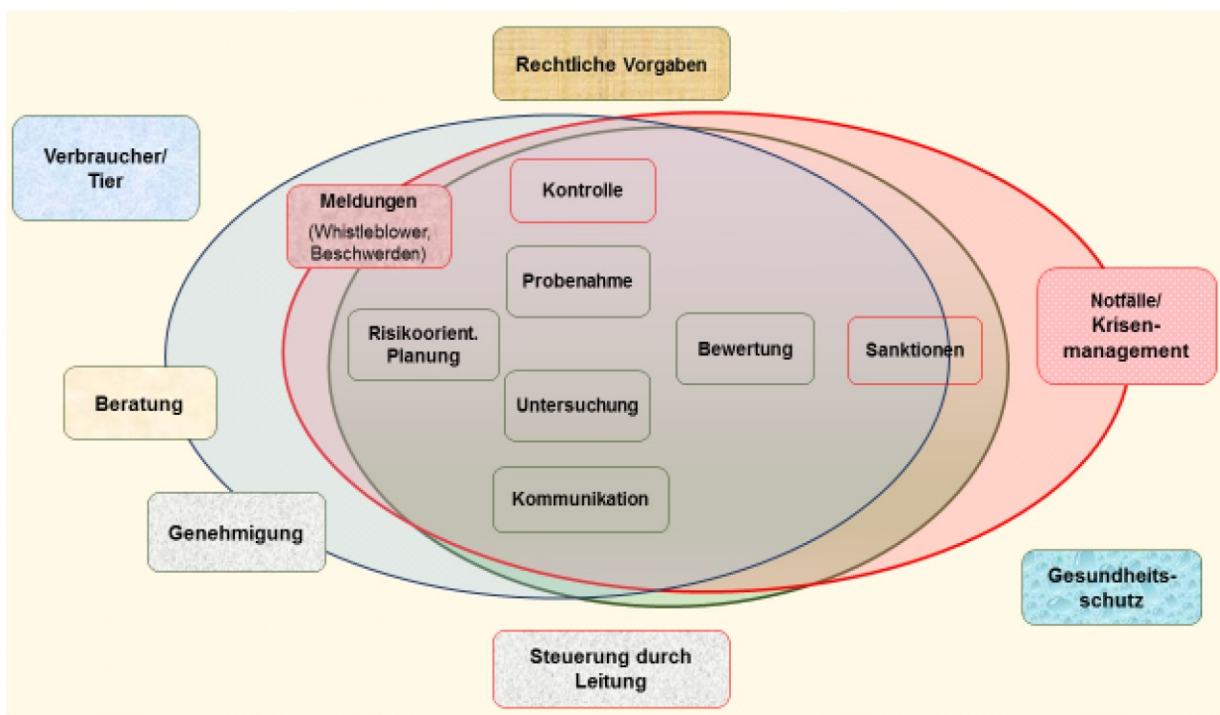 Rechtliche Vorgaben
Verbraucher/
Tier
Meldungen
(Whistleblower,
Beschwerden)
Kontrolle
Probenahme
Risikoorient.
Planung
Bewertung
Sanktionen
Notfälle/
Krisen-
management
Beratung
Untersuchung
Kommunikation
Genehmigung
Gesundheits-
schutz
Steuerung durch
Leitung